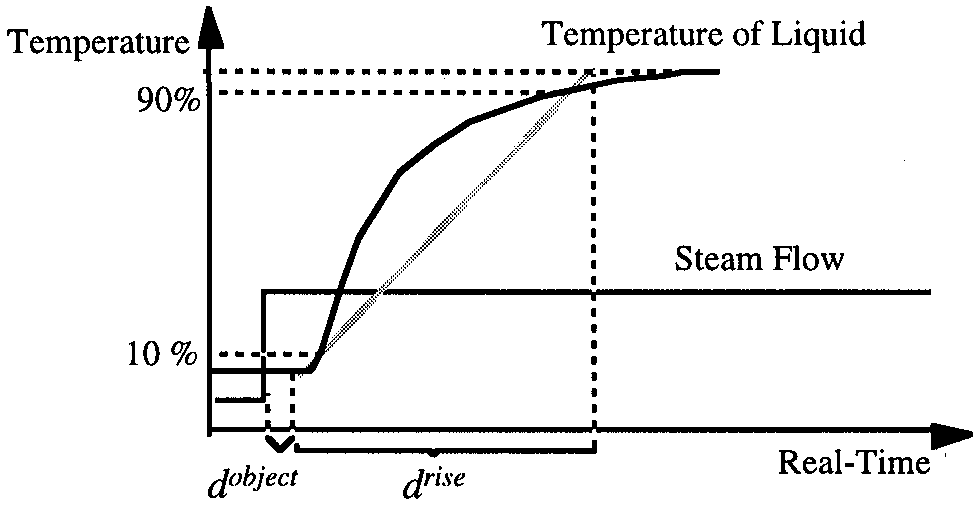 Temperature
Temperature of Liquid
90%
Steam Flow
10 %
Real-Time
d^object
d^rise